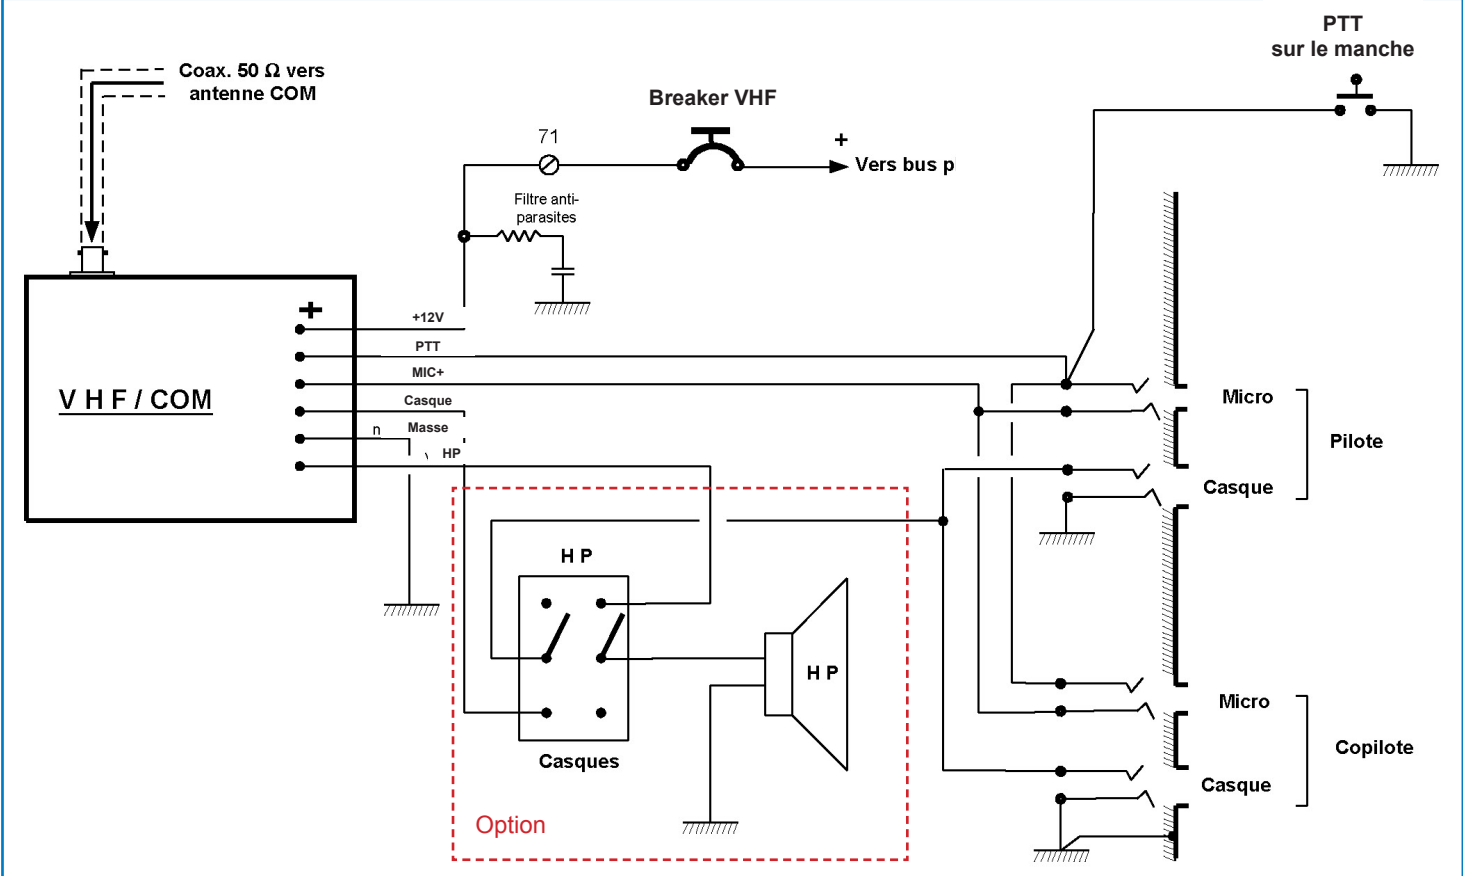 PTT
sur le manche
Coax. 50 Ω vers
antenne COM
Breaker VHF
71
+
Vers bus p
Filtre anti-
parasites
+
+12V
PTT
MIC+
V H F / COM
Casque
n
Masse
HP
Micro
Pilote
Casque
H P
H P
Casques
Option
Micro
Copilote
Casque